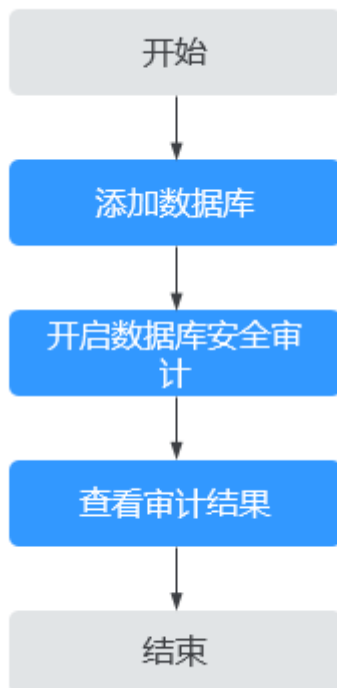 开始
添加数据库
开启数据库安全审
计
查看审计结果
结束